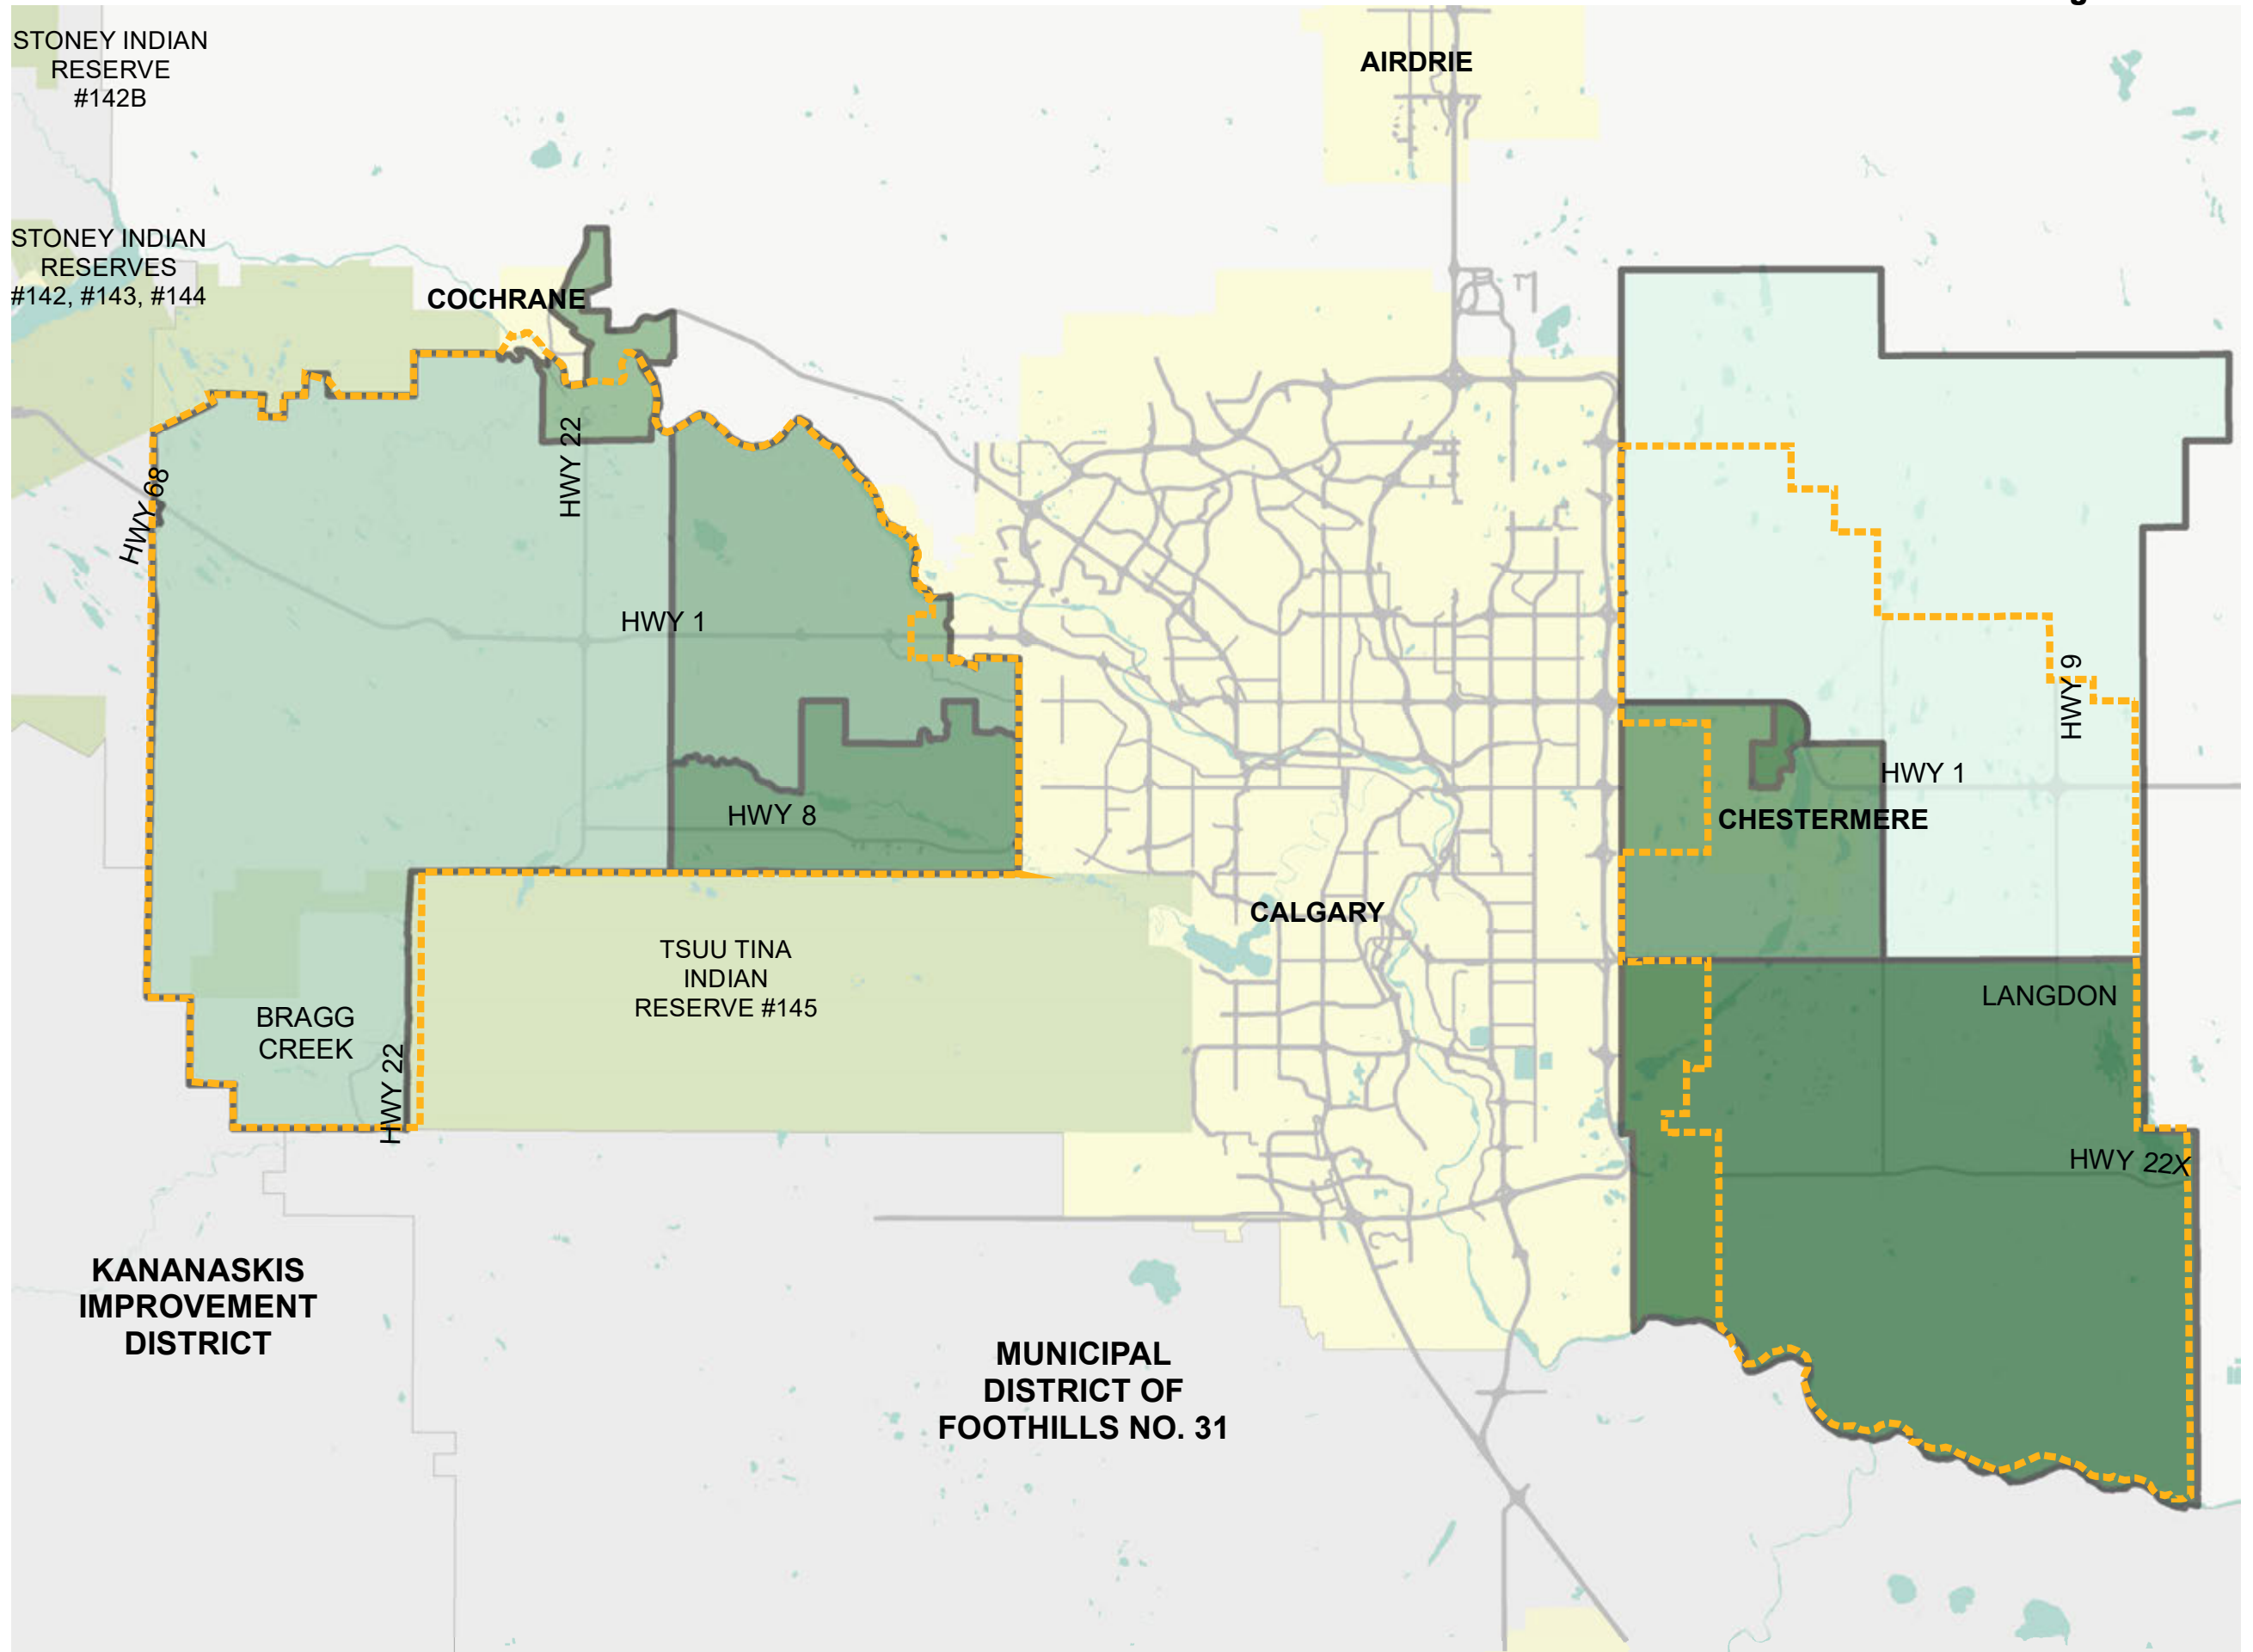 STONEY INDIAN
RESERVE
#142B
AIRDRIE
STONEY INDIAN
RESERVES
#142, #143, #144
COCHRANE
HWY 22
HWY 68
HWY 1
HWY 9
HWY 1
HWY 8
CHESTERMERE
CALGARY
TSUU TINA
INDIAN
RESERVE #145
LANGDON
BRAGG
CREEK
HWY 22
HWY 22X
KANANASKIS
IMPROVEMENT
DISTRICT
MUNICIPAL
DISTRICT OF
FOOTHILLS NO. 31